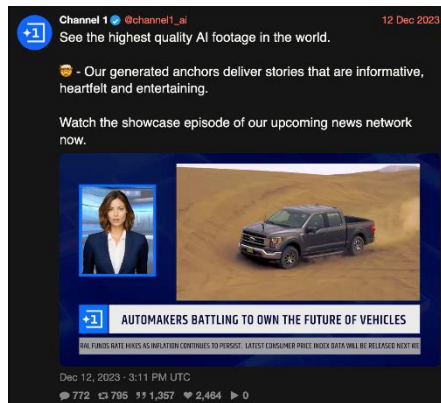 Channel 1 @channel1_ai 12 Dec 2023
See the highest quality AI footage in the world.
🤯 - Our generated anchors deliver stories that are informative,
heartfelt and entertaining.
Watch the showcase episode of our upcoming news network
now.
+1 AUTOMAKERS BATTLING TO OWN THE FUTURE OF VEHICLES
RAL FUNDS RATE HIKES AS INFLATION CONTINUES TO PERSIST. LATEST CONSUMER PRICE INDEX DATA WILL BE RELEASED NEXT
Dec 12, 2023 · 3:11 PM UTC
772 795 1,357 2,464 0